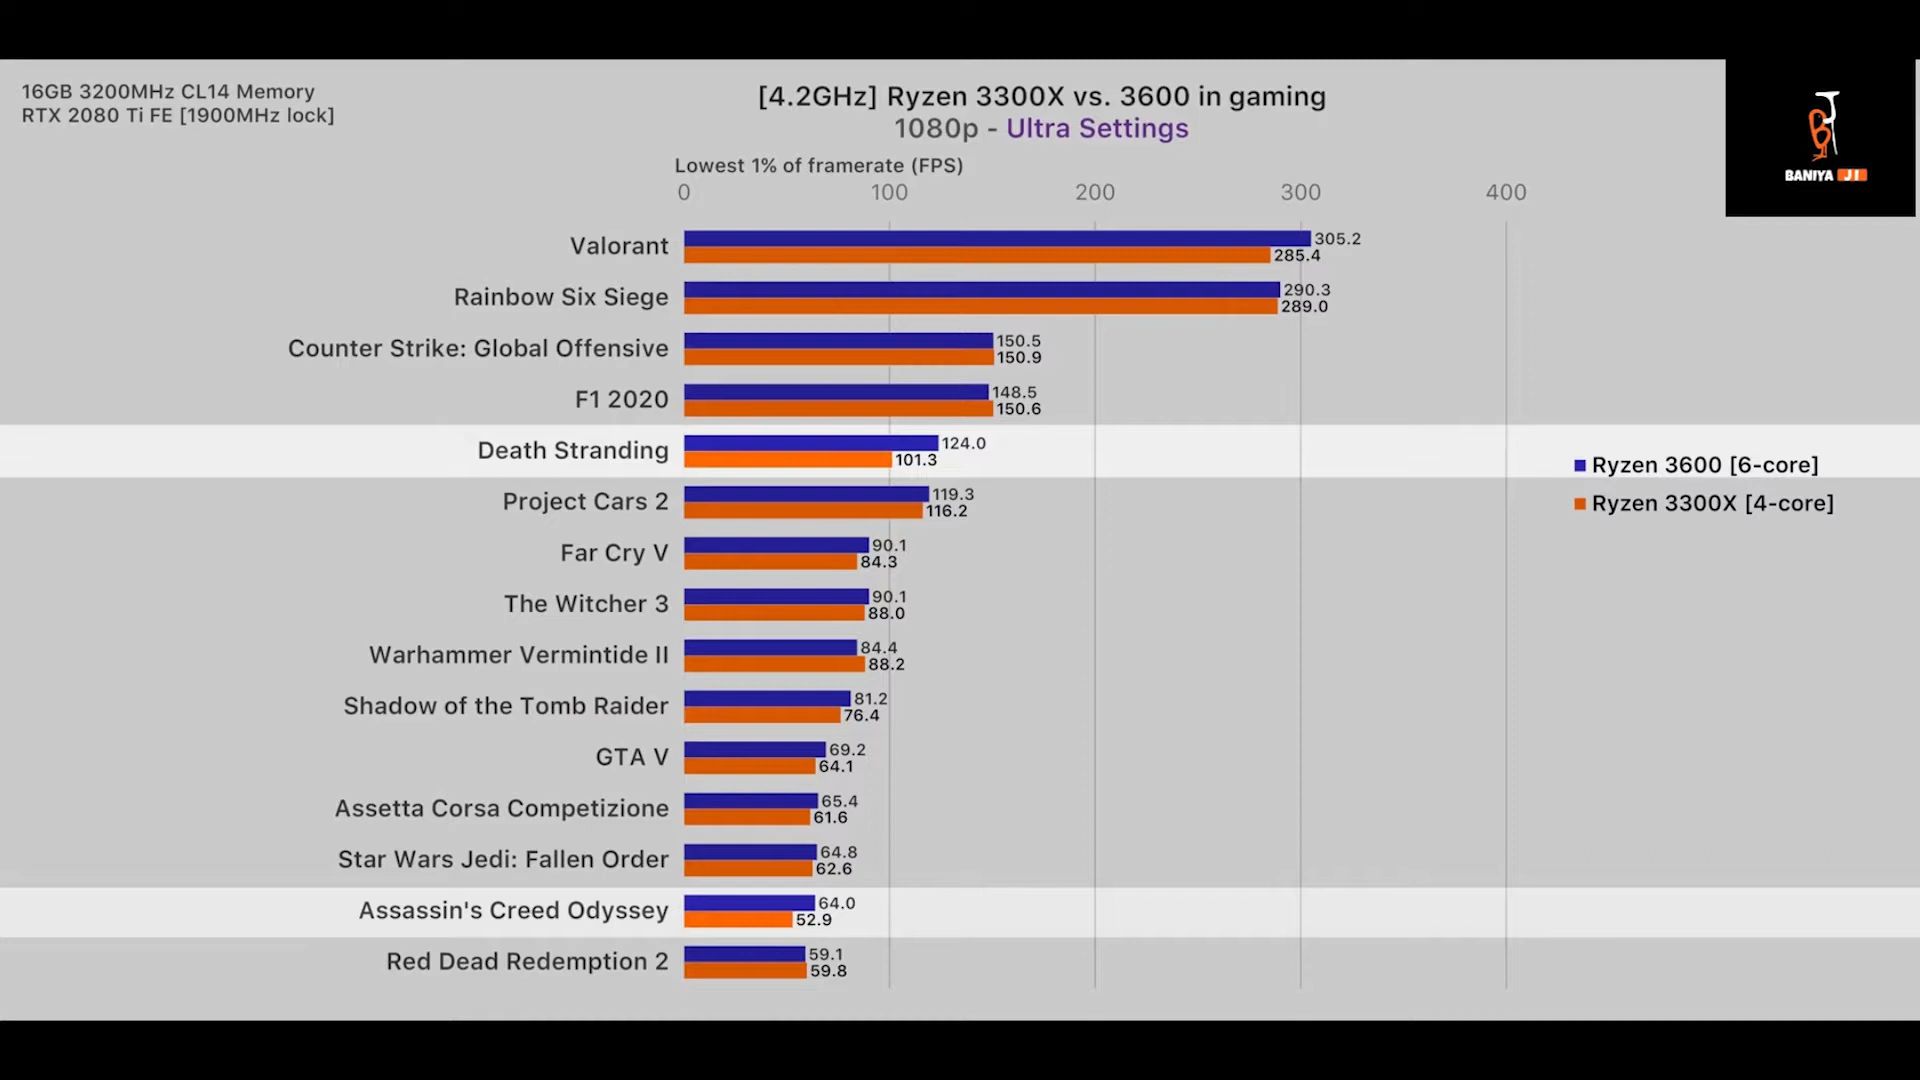 16GB 3200MHz CL14 Memory
RTX 2080 Ti FE [1900MHz lock]
[4.2GHz] Ryzen 3300X vs. 3600 in gaming
1080p - Ultra Settings
BANIYA JI
Lowest 1% of framerate (FPS)
0 100 200 300 400
Valorant 305.2
285.4
Rainbow Six Siege 290.3
289.0
Counter Strike: Global Offensive 150.5
150.9
F1 2020 148.5
150.6
Death Stranding 124.0
101.3
Ryzen 3600 [6-core]
Ryzen 3300X [4-core]
Project Cars 2 119.3
116.2
Far Cry V 90.1
84.3
The Witcher 3 90.1
88.0
Warhammer Vermintide II 84.4
88.2
Shadow of the Tomb Raider 81.2
76.4
GTA V 69.2
64.1
Assetta Corsa Competizione 65.4
61.6
Star Wars Jedi: Fallen Order 64.8
62.6
Assassin's Creed Odyssey 64.0
52.9
Red Dead Redemption 2 59.1
59.8